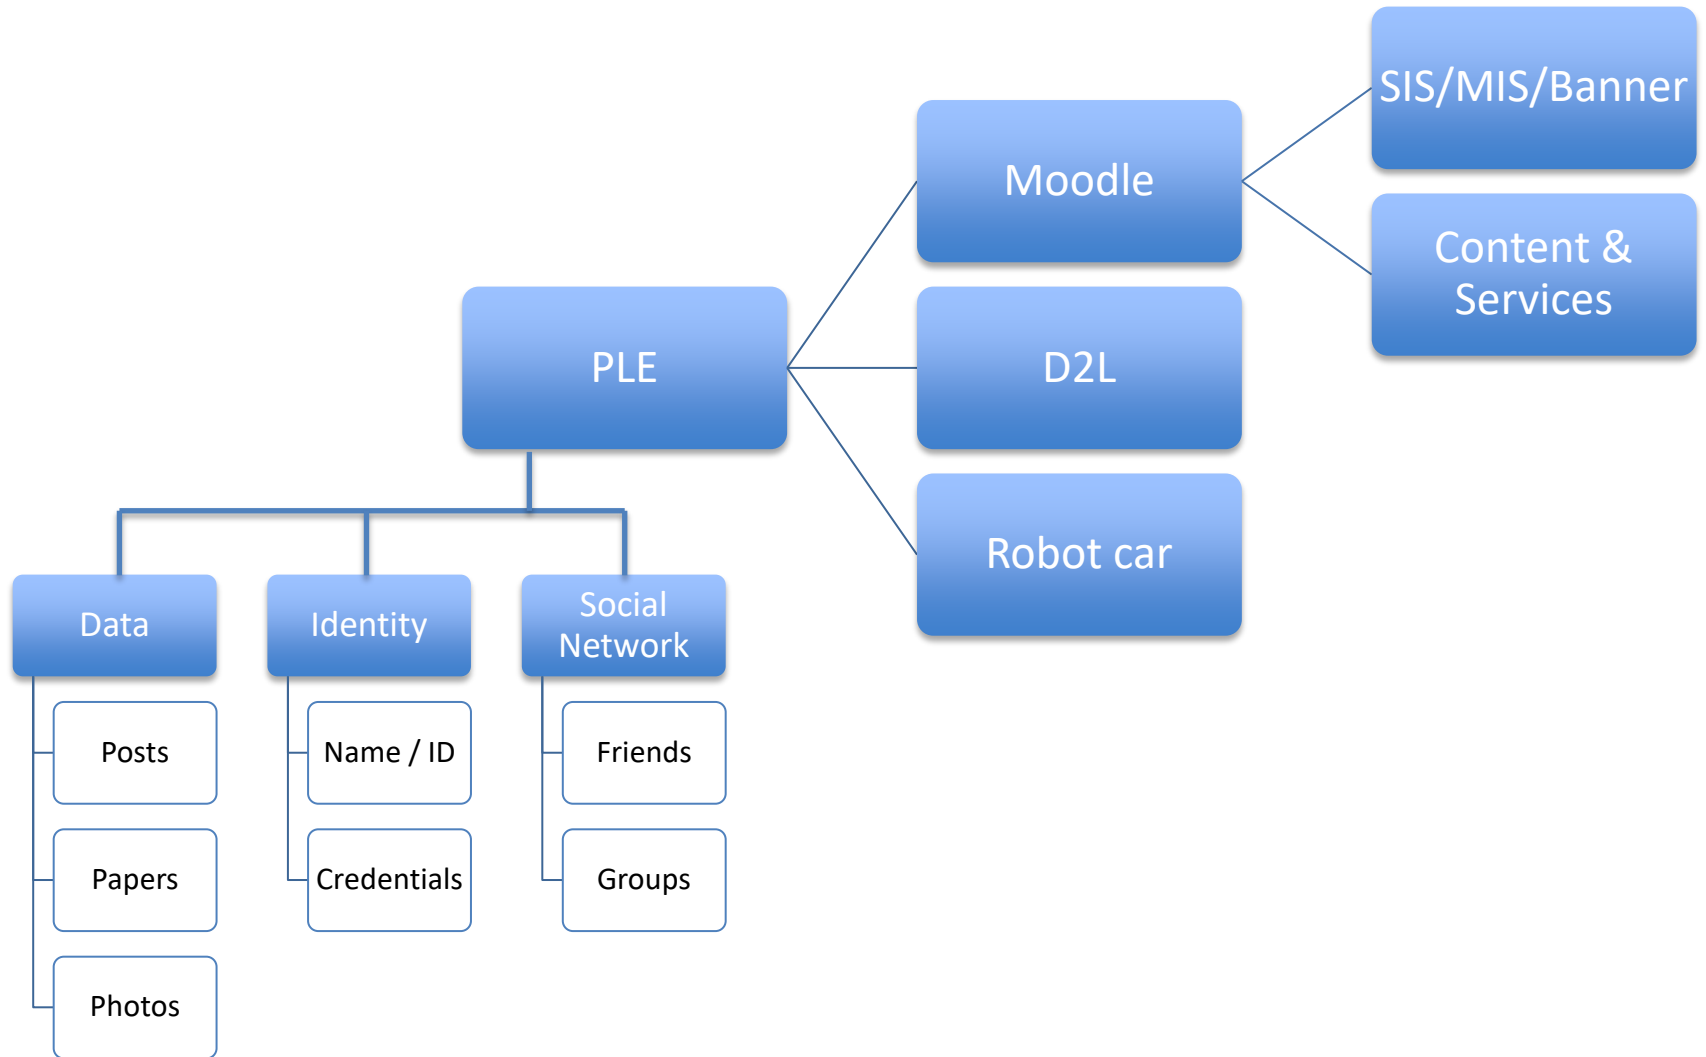 SIS/MIS/Banner
Moodle
Content &
Services
PLE
D2L
Robot car
Data
Identity
Social
Network
Posts
Name / ID
Friends
Papers
Credentials
Groups
Photos